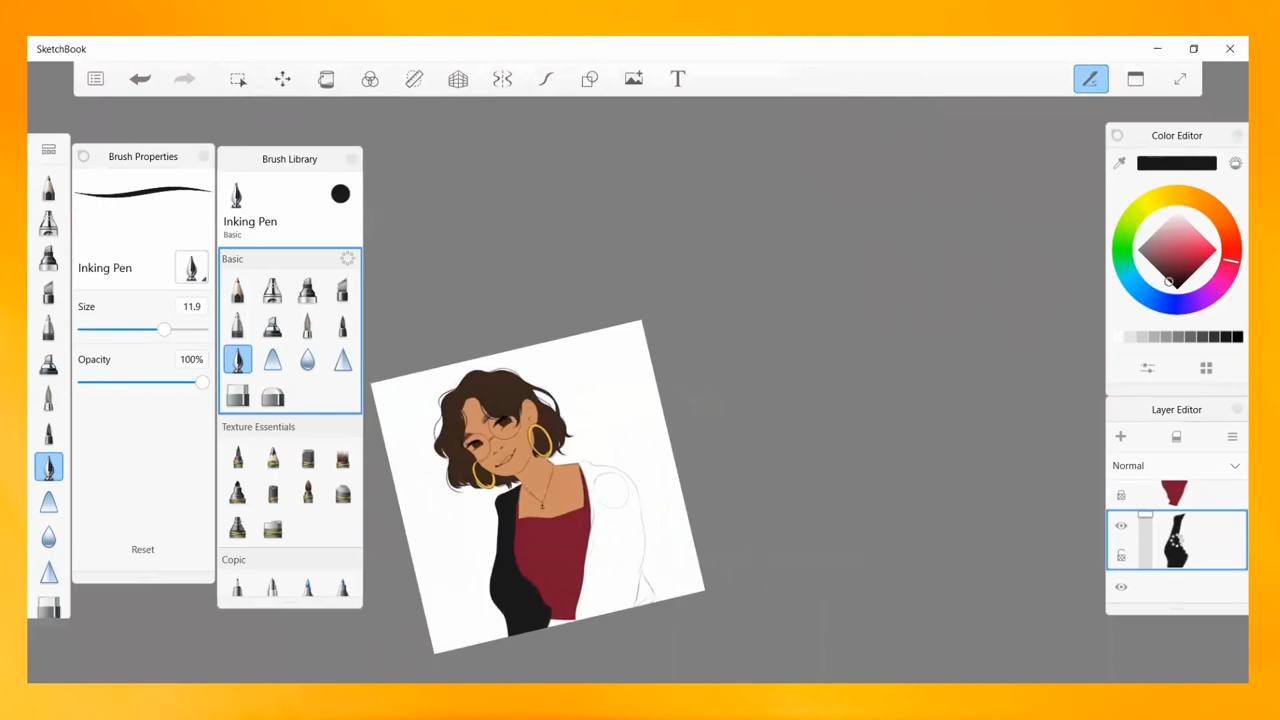 SketchBook
T
Brush Properties
Inking Pen
Size 11.9
Opacity 100%
Reset
Brush Library
Inking Pen
Basic
Basic
Texture Essentials
Copic
Color Editor
Layer Editor
Normal